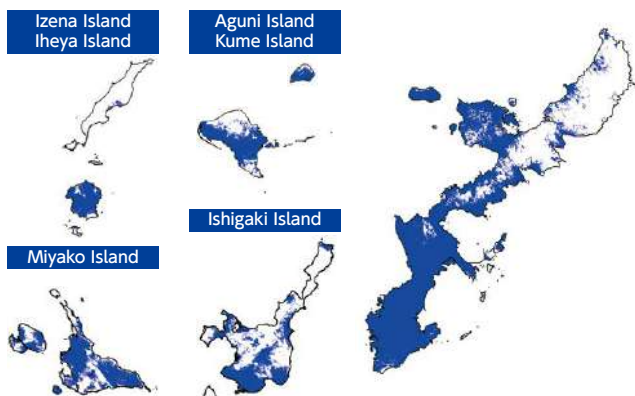 Izena Island
Iheya Island
Aguni Island
Kume Island
Ishigaki Island
Miyako Island